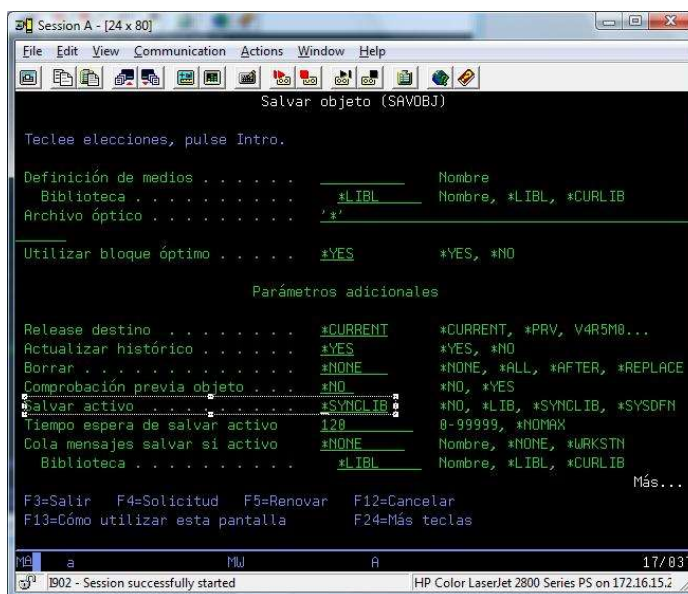 Session A - [24 x 80]
File Edit View Communication Actions Window Help
Salvar objeto (SAVOBJ)
Teclee elecciones, pulse Intro.
Definición de medios . . . . . . Nombre
Biblioteca . . . . . . . . . . . *LIBL Nombre, *LIBL, *CURLIB
Archivo óptico . . . . . . . . . '*'
Utilizar bloque óptimo . . . . . *YES *YES, *NO
Parámetros adicionales
Release destino . . . . . . . . *CURRENT *CURRENT, *PRV, V4R5M0...
Actualizar histórico . . . . . . *YES *YES, *NO
Borrar . . . . . . . . . . . . . *NONE *NONE, *ALL, *AFTER, *REPLACE
Comprobación previa objeto . . . *NO *NO, *YES
Salvar activo . . . . . . . . . *SYNCLIB *NO, *LIB, *SYNCLIB, *SYSDFN
Tiempo espera de salvar activo 120 0-99999, *NOMAX
Cola mensajes salvar si activo *NONE Nombre, *NONE, *WRKSTN
Biblioteca . . . . . . . . . . . *LIBL Nombre, *LIBL, *CURLIB
Más...
F3=Salir F4=Solicitud F5=Renovar F12=Cancelar
F13=Cómo utilizar esta pantalla F24=Más teclas
MA a MW A 17/037
I902 - Session successfully started HP Color LaserJet 2800 Series PS on 172.16.15.2